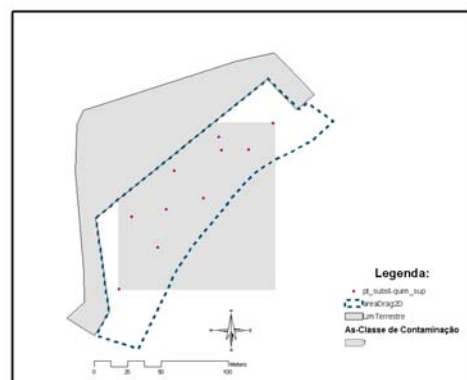 Legenda:
pt_subst-quim_sup
areaDrag2D
Lim Terrestre
As-Classe de Contaminação
1
Meters
0 25 50 100